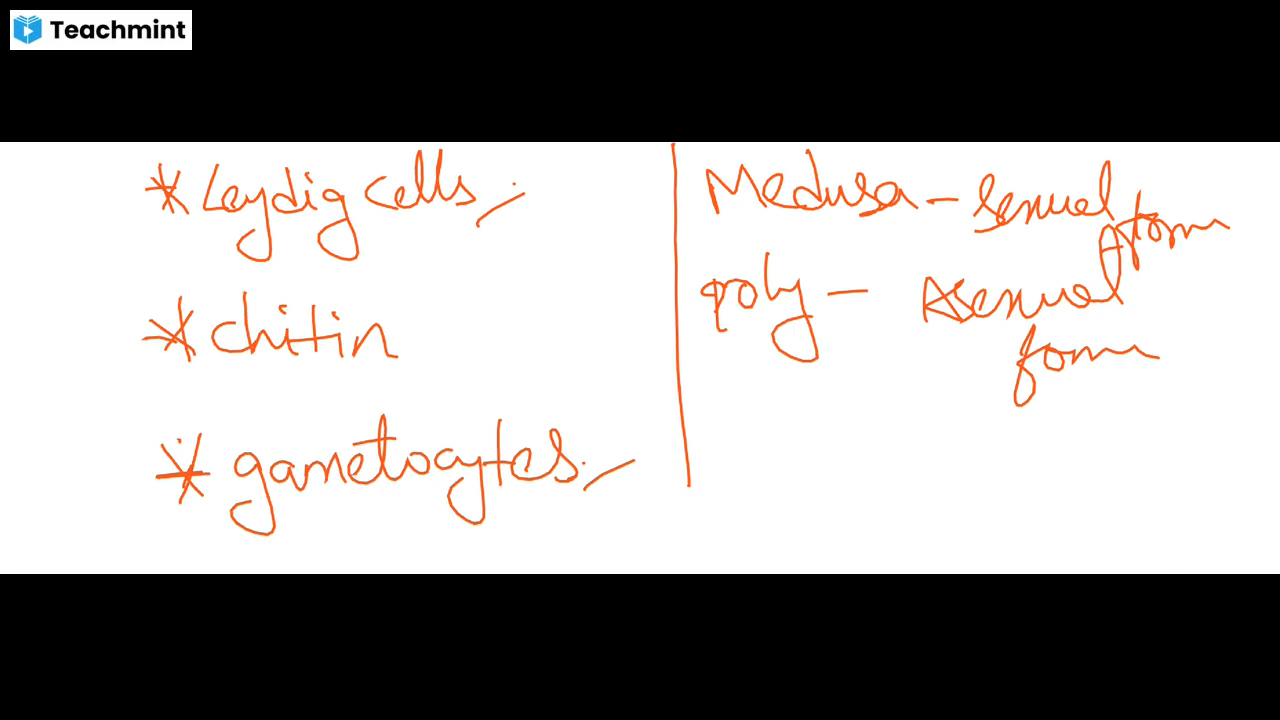 Teachmint
* Leydig cells
* chitin
* gametocytes
Medusa - Sexual
form
poly - Asexual
form